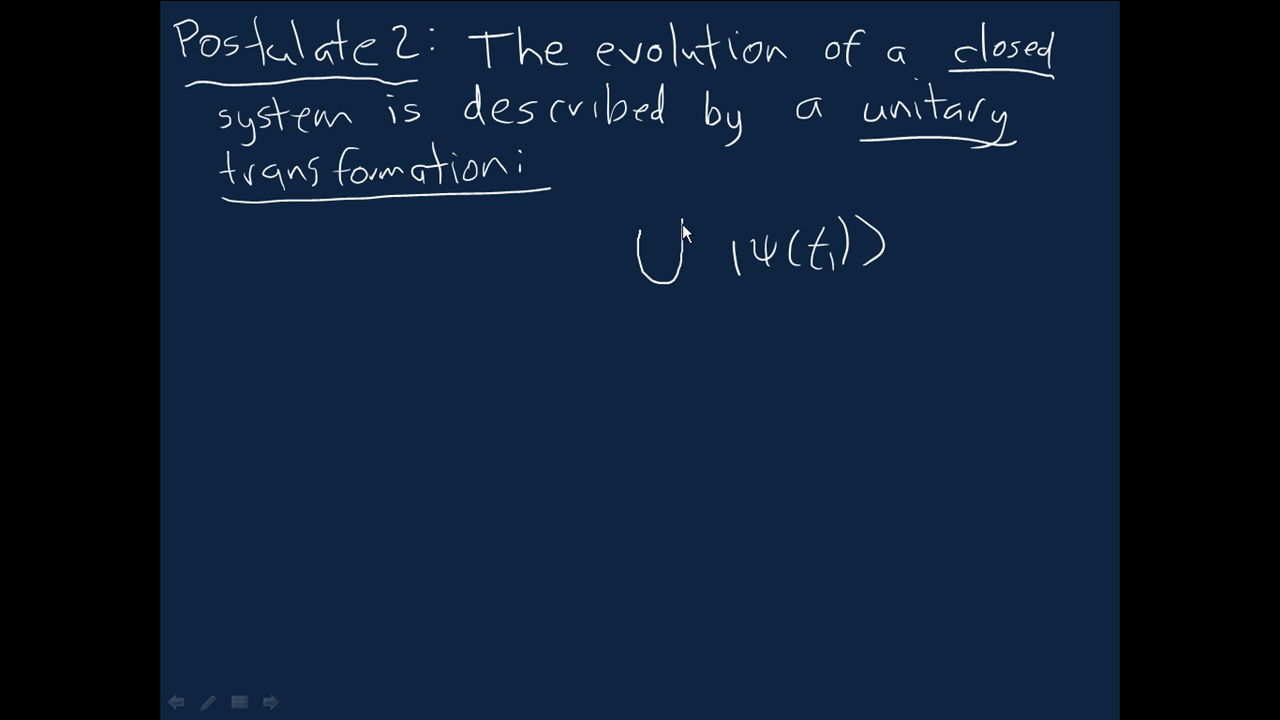 Postulate 2: The evolution of a closed
system is described by a unitary
transformation:
U |ψ(t₁)⟩